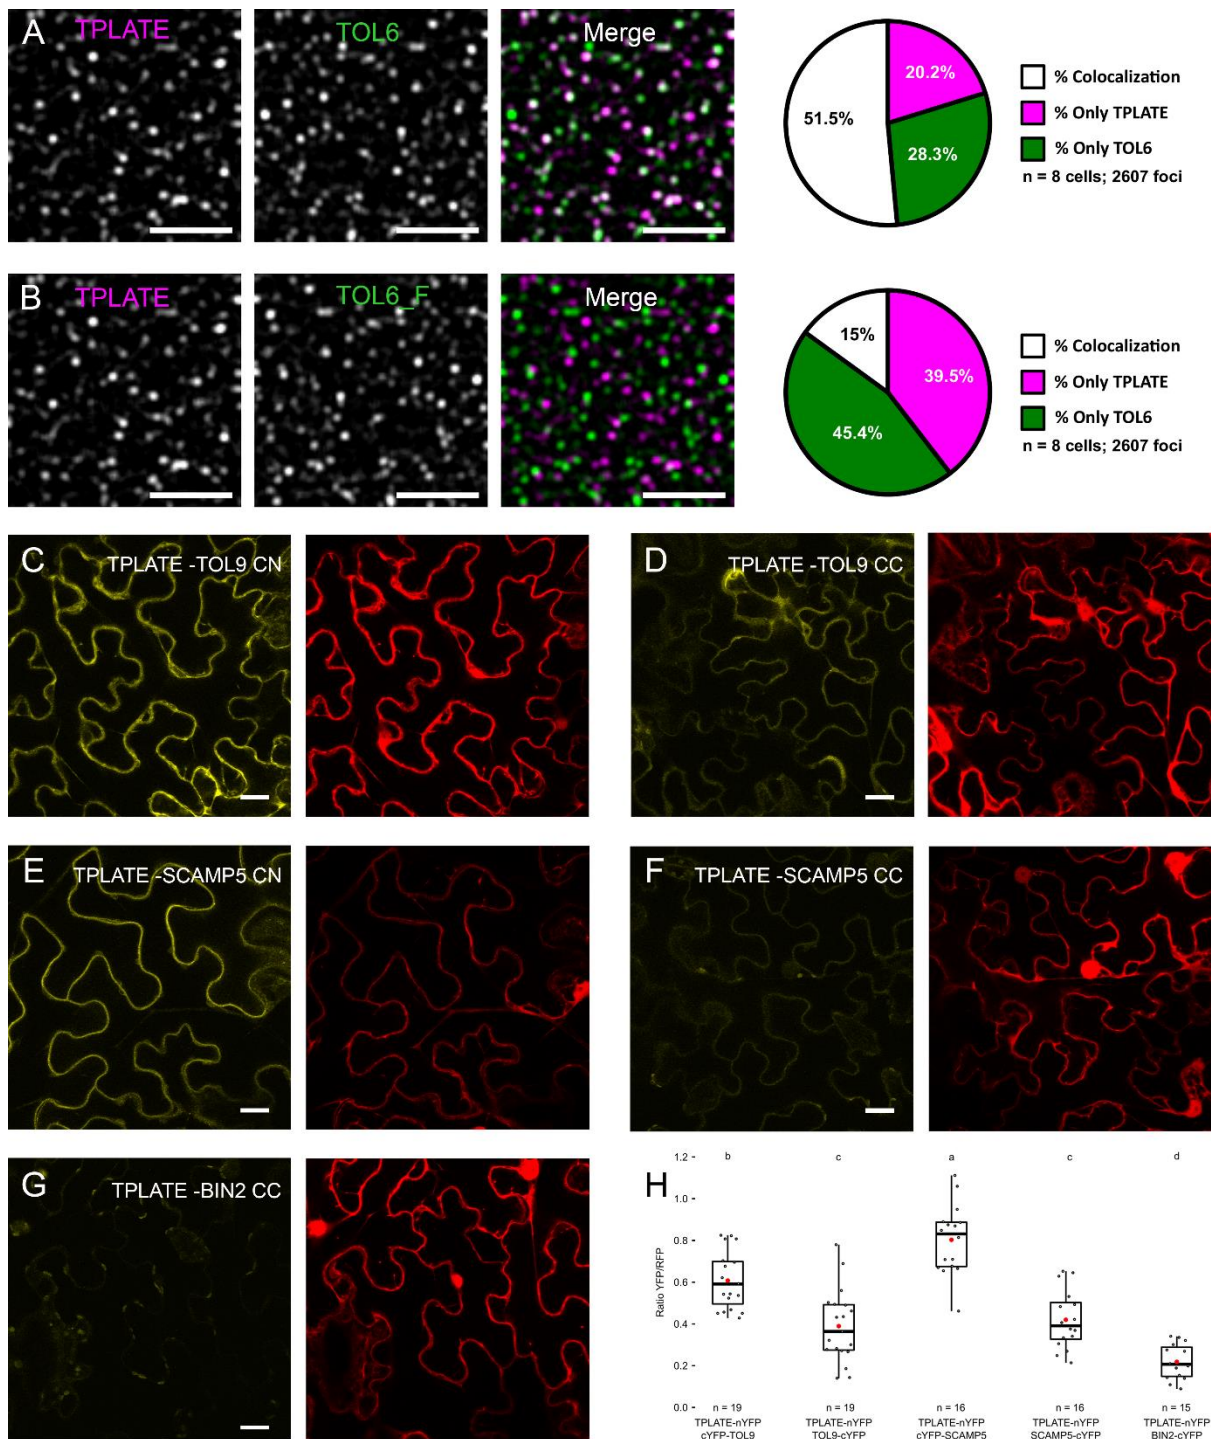 A
TPLATE
TOL6
Merge
51.5%
20.2%
28.3%
% Colocalization
% Only TPLATE
% Only TOL6
n = 8 cells; 2607 foci
B
TPLATE
TOL6_F
Merge
15%
39.5%
45.4%
% Colocalization
% Only TPLATE
% Only TOL6
n = 8 cells; 2607 foci
C
TPLATE -TOL9 CN
D
TPLATE -TOL9 CC
E
TPLATE -SCAMP5 CN
F
TPLATE -SCAMP5 CC
G
TPLATE -BIN2 CC
H
Ratio YFP/RFP
1.2
1.0
0.8
0.6
0.4
0.2
0.0
b
c
a
c
d
n = 19
n = 19
n = 16
n = 16
n = 15
TPLATE-nYFP
cYFP-TOL9
TPLATE-nYFP
TOL9-cYFP
TPLATE-nYFP
cYFP-SCAMP5
TPLATE-nYFP
SCAMP5-cYFP
TPLATE-nYFP
BIN2-cYFP